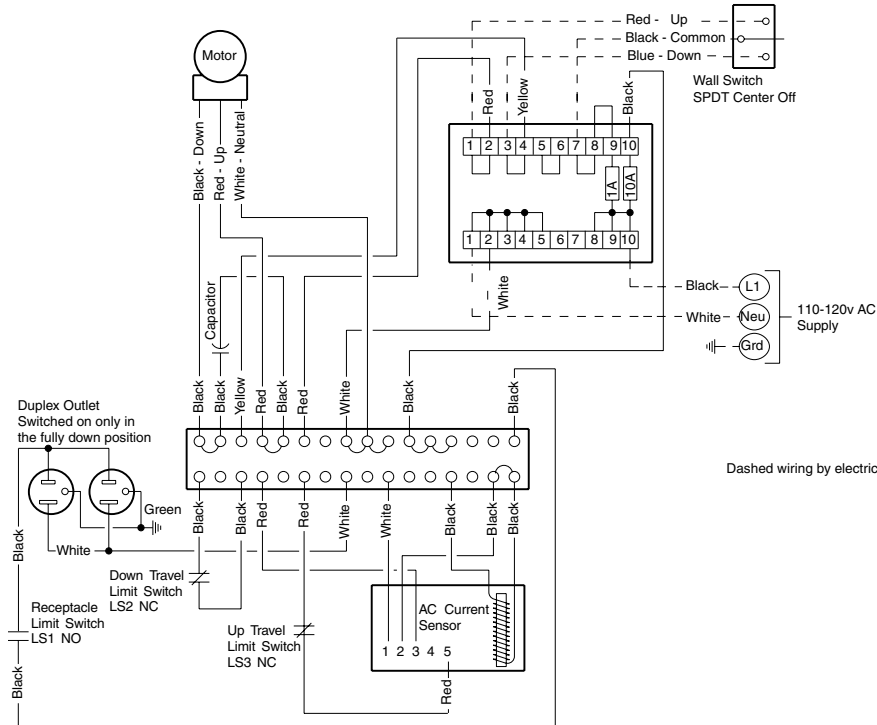 Red - Up
Black - Common
Blue - Down
Wall Switch
SPDT Center Off
Motor
Black - Down
Red - Up
White - Neutral
Red
Yellow
Black
1 2 3 4 5 6 7 8 9 10
1A
10A
1 2 3 4 5 6 7 8 9 10
White
Black
L1
White
Neu
Grd
110-120v AC
Supply
Capacitor
Black
Black
Yellow
Red
Black
Red
White
Black
Black
Duplex Outlet
Switched on only in
the fully down position
Dashed wiring by electric
Green
White
Black
Black
Black
Red
Red
White
White
Black
Black
Black
Down Travel
Limit Switch
LS2 NC
Receptacle
Limit Switch
LS1 NO
Black
Up Travel
Limit Switch
LS3 NC
AC Current
Sensor
1 2 3 4 5
Red